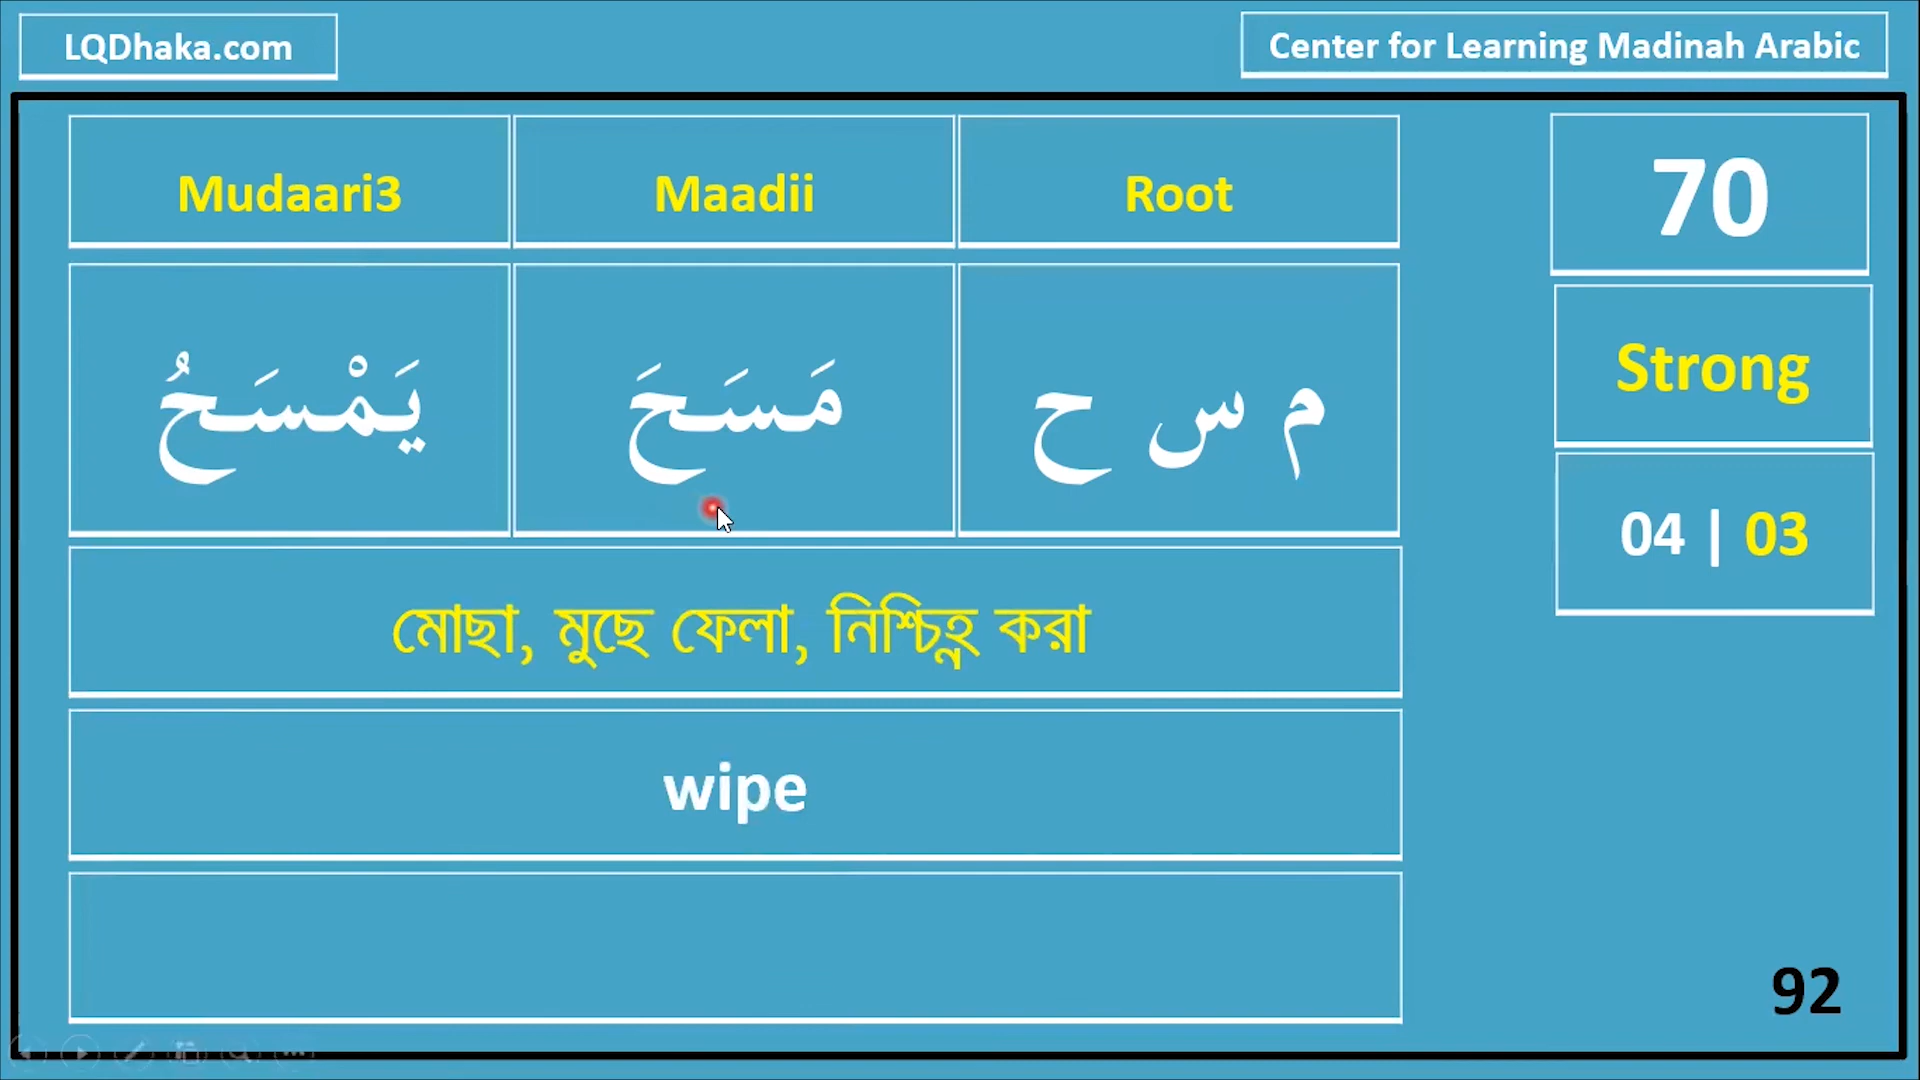 LQDhaka.com
Center for Learning Madinah Arabic
Mudaari3
Maadii
Root
70
يَمْسَحُ
مَسَحَ
م س ح
Strong
04 | 03
মোছা, মুছে ফেলা, নিশ্চিহ্ন করা
wipe
92